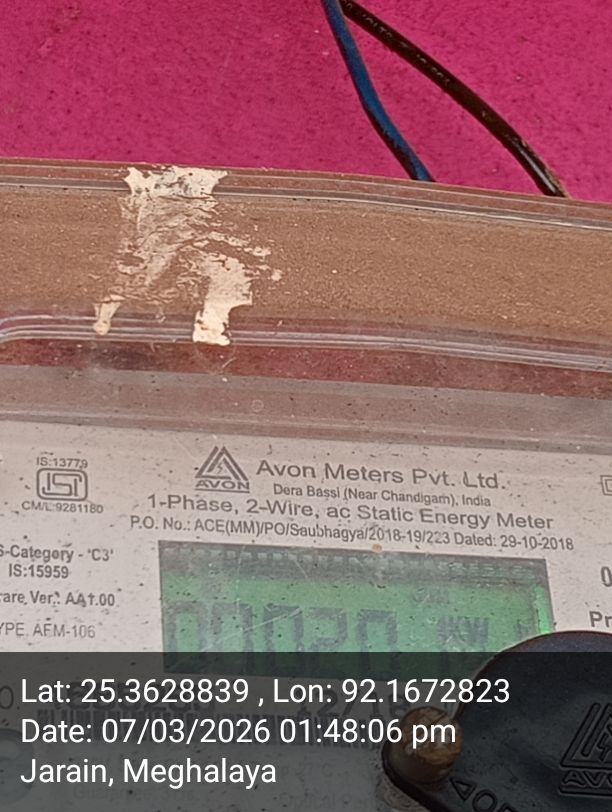 IS:13779
CM/L:9281180
AVON
Avon Meters Pvt. Ltd.
Dera Bassi (Near Chandigarh), India
1-Phase, 2-Wire, ac Static Energy Meter
P.O. No.: ACE(MM)/PO/Saubhagya/2018-19/223 Dated: 29-10-2018
S-Category - 'C3'
IS:15959
are Ver.: AA1.00
YPE. AFM-106
Lat: 25.3628839 , Lon: 92.1672823
Date: 07/03/2026 01:48:06 pm
Jarain, Meghalaya